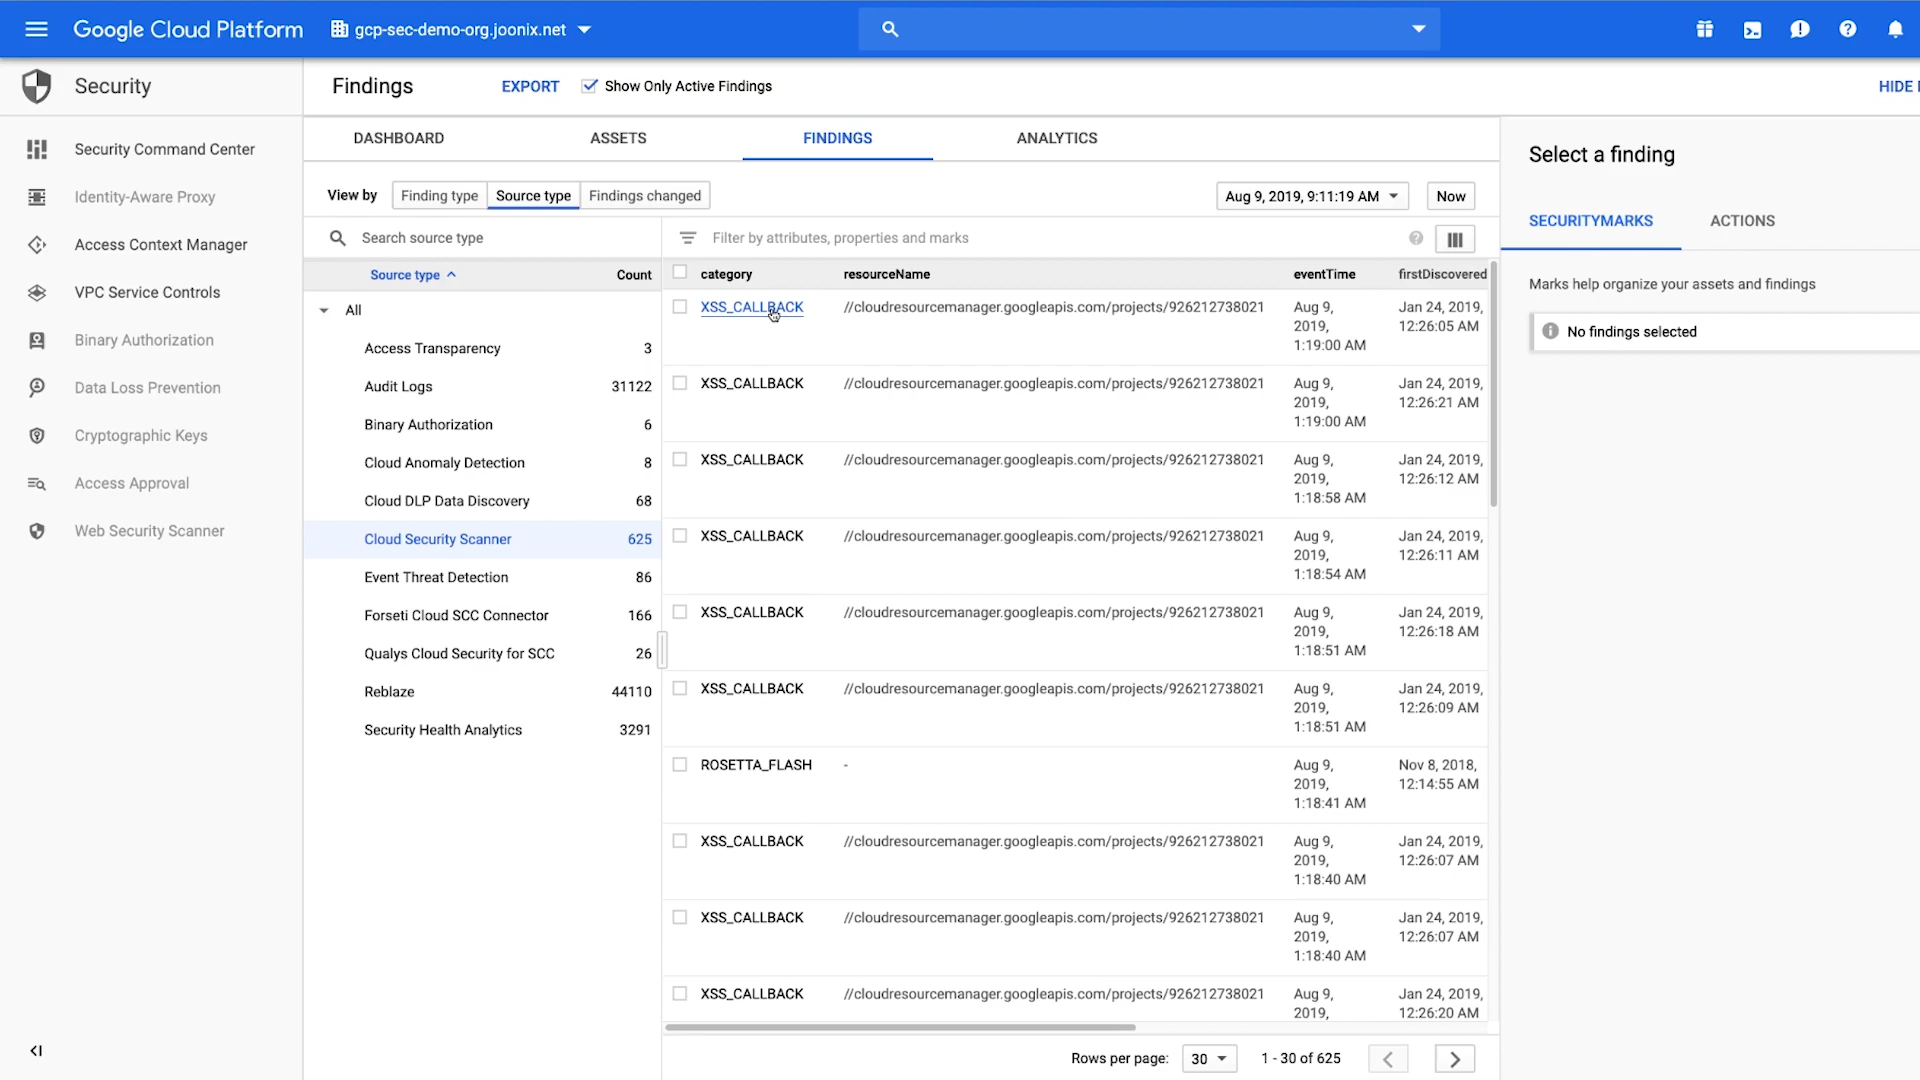 Google Cloud Platform
gcp-sec-demo-org.joonix.net
Security
Findings
EXPORT
Show Only Active Findings
HIDE
Security Command Center
Identity-Aware Proxy
Access Context Manager
VPC Service Controls
Binary Authorization
Data Loss Prevention
Cryptographic Keys
Access Approval
Web Security Scanner
DASHBOARD
ASSETS
FINDINGS
ANALYTICS
View by
Finding type
Source type
Findings changed
Aug 9, 2019, 9:11:19 AM
Now
Search source type
Source type
Count
All
Access Transparency 3
Audit Logs 31122
Binary Authorization 6
Cloud Anomaly Detection 8
Cloud DLP Data Discovery 68
Cloud Security Scanner 625
Event Threat Detection 86
Forseti Cloud SCC Connector 166
Qualys Cloud Security for SCC 26
Reblaze 44110
Security Health Analytics 3291
Filter by attributes, properties and marks
category resourceName eventTime firstDiscovered
XSS_CALLBACK //cloudresourcemanager.googleapis.com/projects/926212738021 Aug 9, Jan 24, 2019,
2019, 12:26:05 AM
1:19:00 AM
XSS_CALLBACK //cloudresourcemanager.googleapis.com/projects/926212738021 Aug 9, Jan 24, 2019,
2019, 12:26:21 AM
1:19:00 AM
XSS_CALLBACK //cloudresourcemanager.googleapis.com/projects/926212738021 Aug 9, Jan 24, 2019,
2019, 12:26:12 AM
1:18:58 AM
XSS_CALLBACK //cloudresourcemanager.googleapis.com/projects/926212738021 Aug 9, Jan 24, 2019,
2019, 12:26:11 AM
1:18:54 AM
XSS_CALLBACK //cloudresourcemanager.googleapis.com/projects/926212738021 Aug 9, Jan 24, 2019,
2019, 12:26:18 AM
1:18:51 AM
XSS_CALLBACK //cloudresourcemanager.googleapis.com/projects/926212738021 Aug 9, Jan 24, 2019,
2019, 12:26:09 AM
1:18:51 AM
ROSETTA_FLASH - Aug 9, Nov 8, 2018,
2019, 12:14:55 AM
1:18:41 AM
XSS_CALLBACK //cloudresourcemanager.googleapis.com/projects/926212738021 Aug 9, Jan 24, 2019,
2019, 12:26:07 AM
1:18:40 AM
XSS_CALLBACK //cloudresourcemanager.googleapis.com/projects/926212738021 Aug 9, Jan 24, 2019,
2019, 12:26:07 AM
1:18:40 AM
XSS_CALLBACK //cloudresourcemanager.googleapis.com/projects/926212738021 Aug 9, Jan 24, 2019,
2019, 12:26:20 AM
Rows per page: 30 1 - 30 of 625
Select a finding
SECURITYMARKS
ACTIONS
Marks help organize your assets and findings
No findings selected